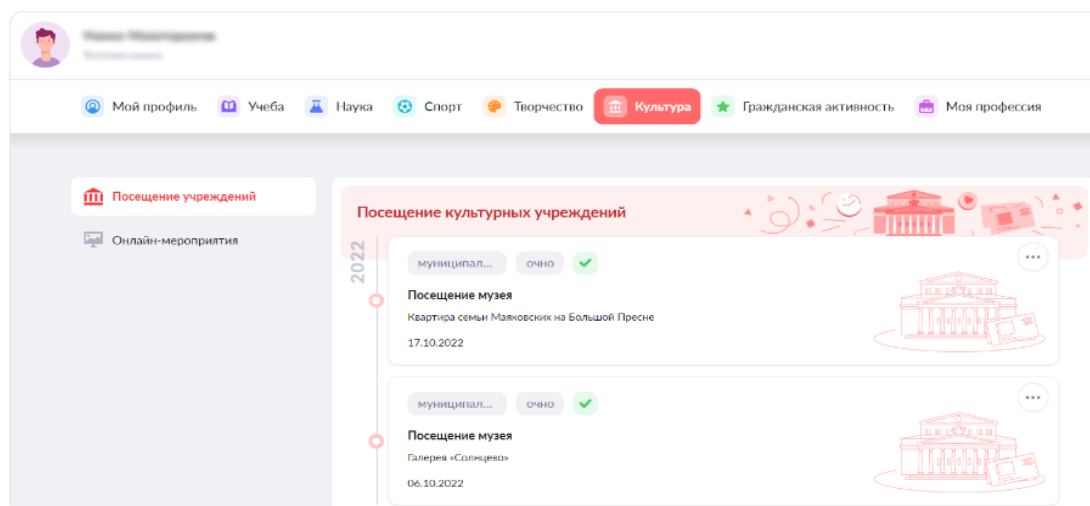 Мой профиль
Учеба
Наука
Спорт
Творчество
Культура
Гражданская активность
Моя профессия
Посещение учреждений
Онлайн-мероприятия
Посещение культурных учреждений
2022
муниципал... очно
Посещение музея
Квартира семьи Маяковских на Большой Пресне
17.10.2022
муниципал... очно
Посещение музея
Галерея «Солнцево»
06.10.2022